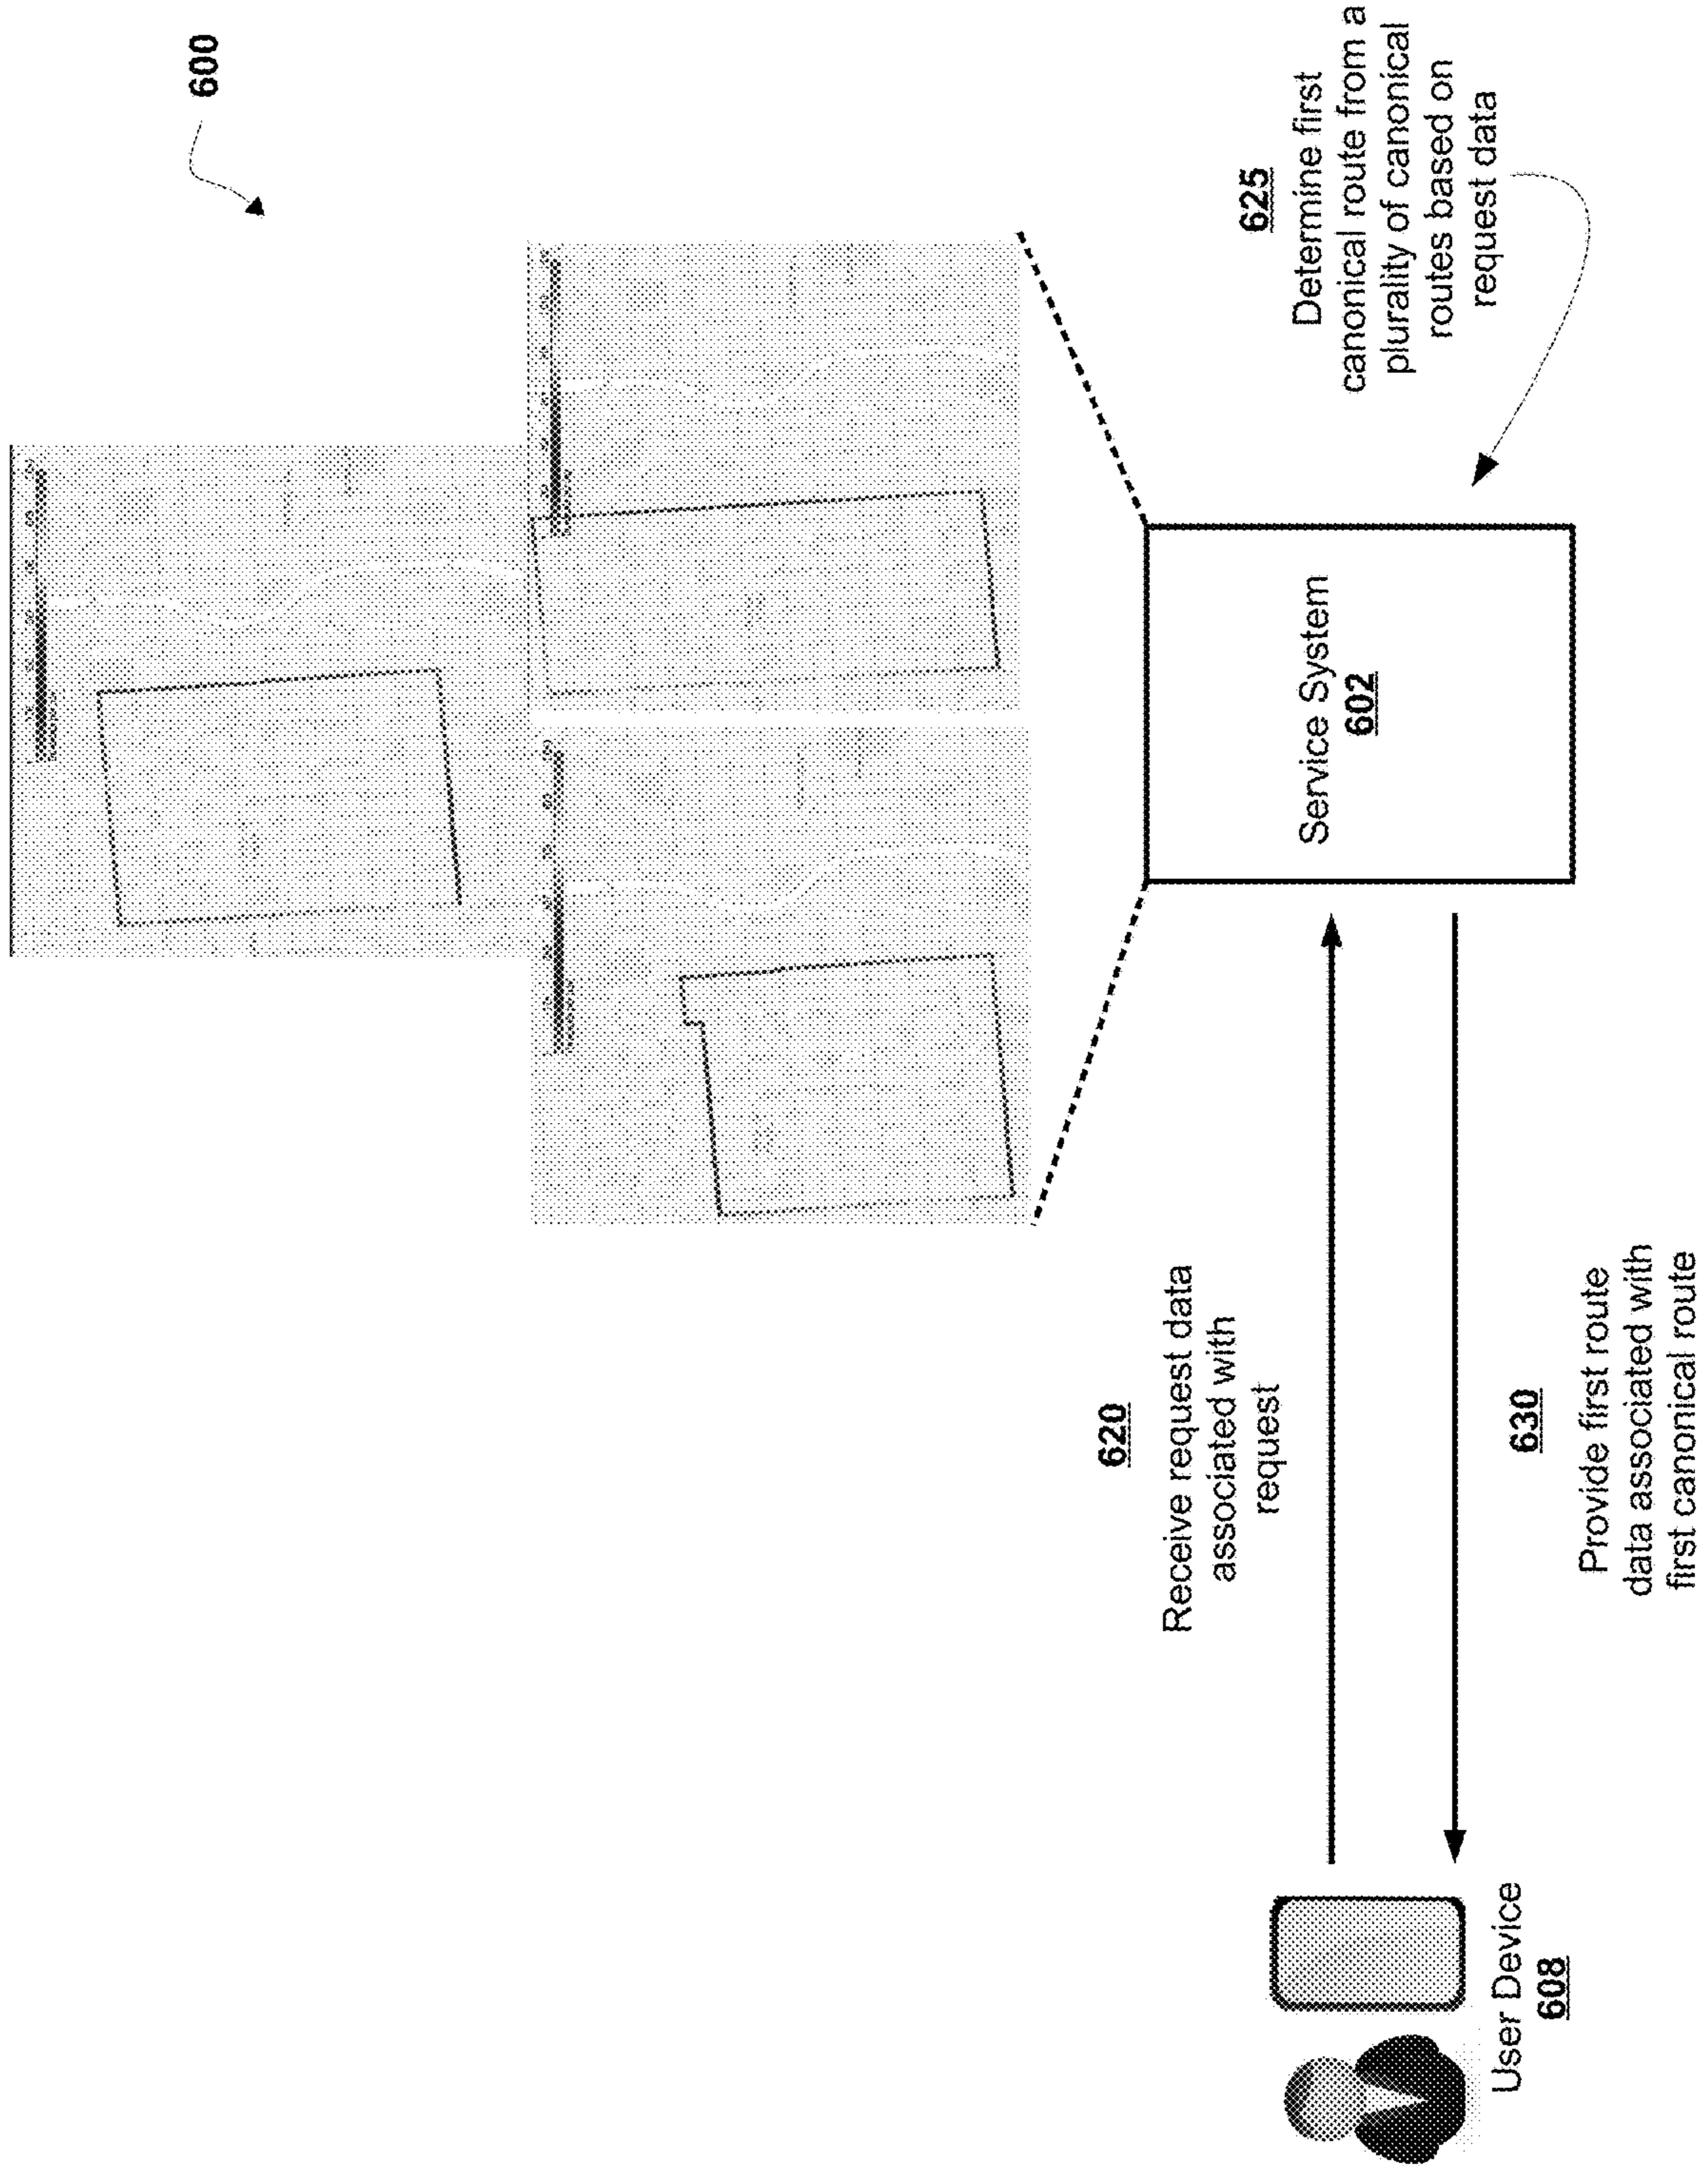 600
625
Determine first
canonical route from a
plurality of canonical
routes based on
request data
Service System
602
620
Receive request data
associated with
request
630
Provide first route
data associated with
first canonical route
User Device
608